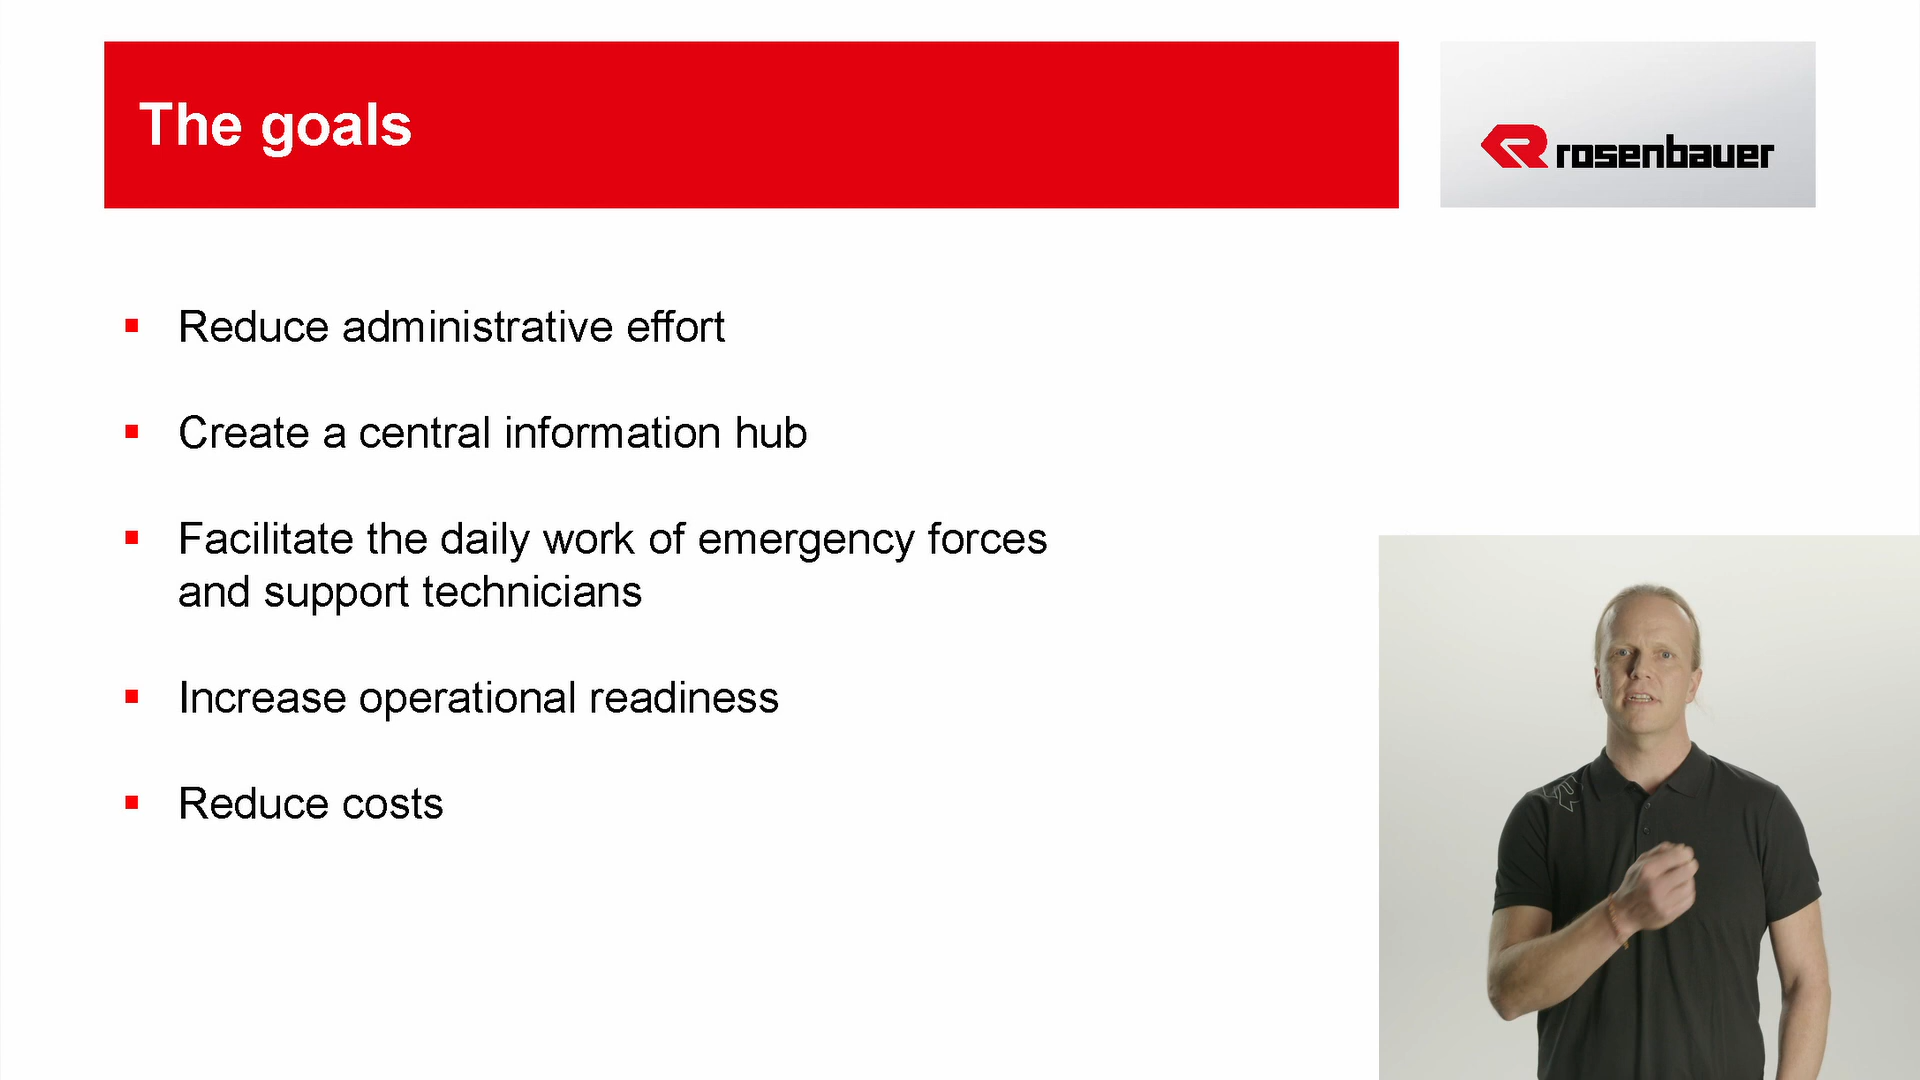 The goals
rosenbauer
Reduce administrative effort
Create a central information hub
Facilitate the daily work of emergency forces
and support technicians
Increase operational readiness
Reduce costs